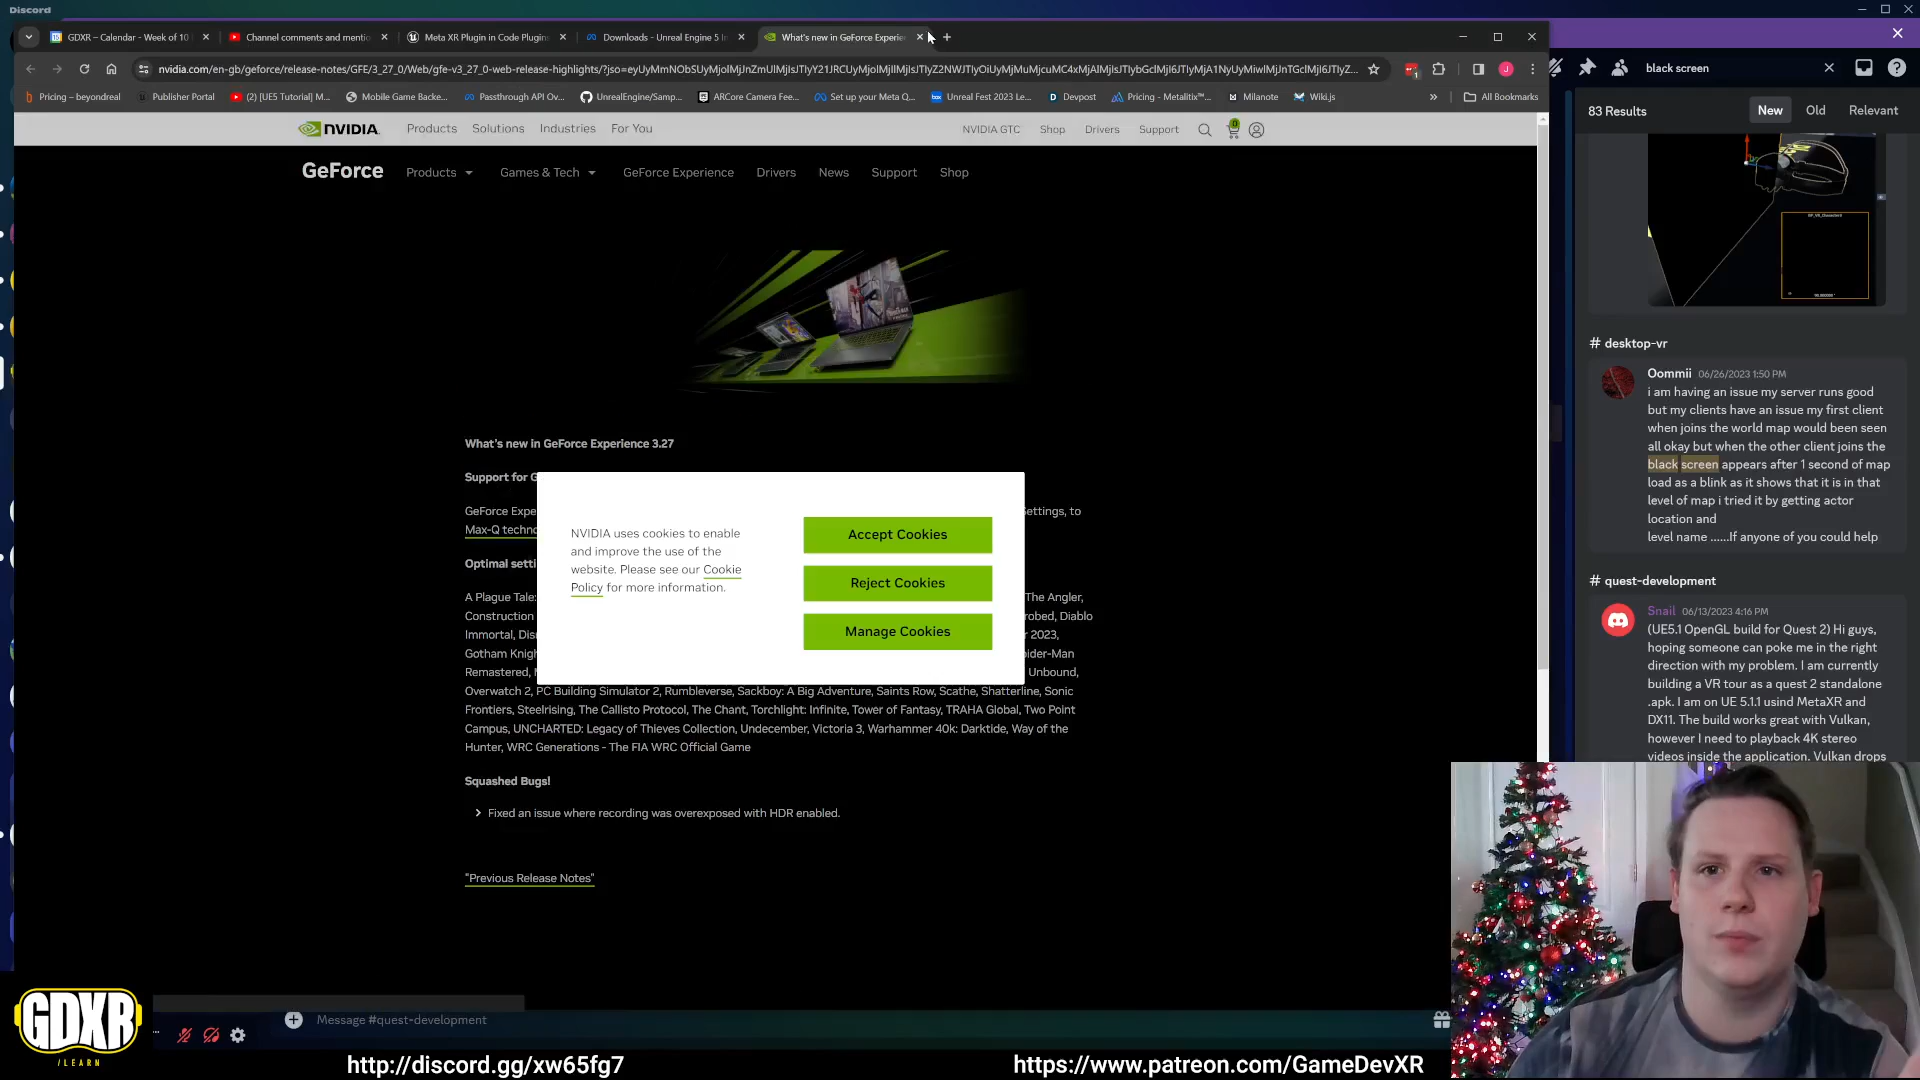 Discord
GDXR – Calendar - Week of 10
Channel comments and mentio
Meta XR Plugin in Code Plugins
Downloads - Unreal Engine 5 In
What's new in GeForce Experie
nvidia.com/en-gb/geforce/release-notes/GFE/3_27_0/Web/gfe-v3_27_0-web-release-highlights/
black screen
Pricing – beyondreal
Publisher Portal
(2) [UE5 Tutorial] M...
Mobile Game Backe...
Passthrough API Ov...
UnrealEngine/Samp...
ARCore Camera Fee...
Set up your Meta Q...
Unreal Fest 2023 Le...
Devpost
Pricing - Metalitix™...
Milanote
Wiki.js
All Bookmarks
83 Results
New
Old
Relevant
NVIDIA
Products
Solutions
Industries
For You
NVIDIA GTC
Shop
Drivers
Support
0
GeForce
Products
Games & Tech
GeForce Experience
Drivers
News
Support
Shop
What's new in GeForce Experience 3.27
Support for G
GeForce Expe
ettings, to
Max-Q techno
Optimal setti
A Plague Tale:
The Angler,
Construction
robed, Diablo
Immortal, Dis
r 2023,
Gotham Knigh
pider-Man
Remastered,
Unbound,
Overwatch 2, PC Building Simulator 2, Rumbleverse, Sackboy: A Big Adventure, Saints Row, Scathe, Shatterline, Sonic
Frontiers, Steelrising, The Callisto Protocol, The Chant, Torchlight: Infinite, Tower of Fantasy, TRAHA Global, Two Point
Campus, UNCHARTED: Legacy of Thieves Collection, Undecember, Victoria 3, Warhammer 40k: Darktide, Way of the
Hunter, WRC Generations - The FIA WRC Official Game
Squashed Bugs!
Fixed an issue where recording was overexposed with HDR enabled.
"Previous Release Notes"
NVIDIA uses cookies to enable
and improve the use of the
website. Please see our Cookie
Policy for more information.
Accept Cookies
Reject Cookies
Manage Cookies
# desktop-vr
Oommii 06/26/2023 1:50 PM
i am having an issue my server runs good
but my clients have an issue my first client
when joins the world map would been seen
all okay but when the other client joins the
black screen appears after 1 second of map
load as a blink as it shows that it is in that
level of map i tried it by getting actor
location and
level name ......If anyone of you could help
# quest-development
Snail 06/13/2023 4:16 PM
(UE5.1 OpenGL build for Quest 2) Hi guys,
hoping someone can poke me in the right
direction with my problem. I am currently
building a VR tour as a quest 2 standalone
.apk. I am on UE 5.1.1 usind MetaXR and
DX11. The build works great with Vulkan,
however I need to playback 4K stereo
videos inside the application. Vulkan drops
Message #quest-development
GDXR
/LEARN
http://discord.gg/xw65fg7
https://www.patreon.com/GameDevXR